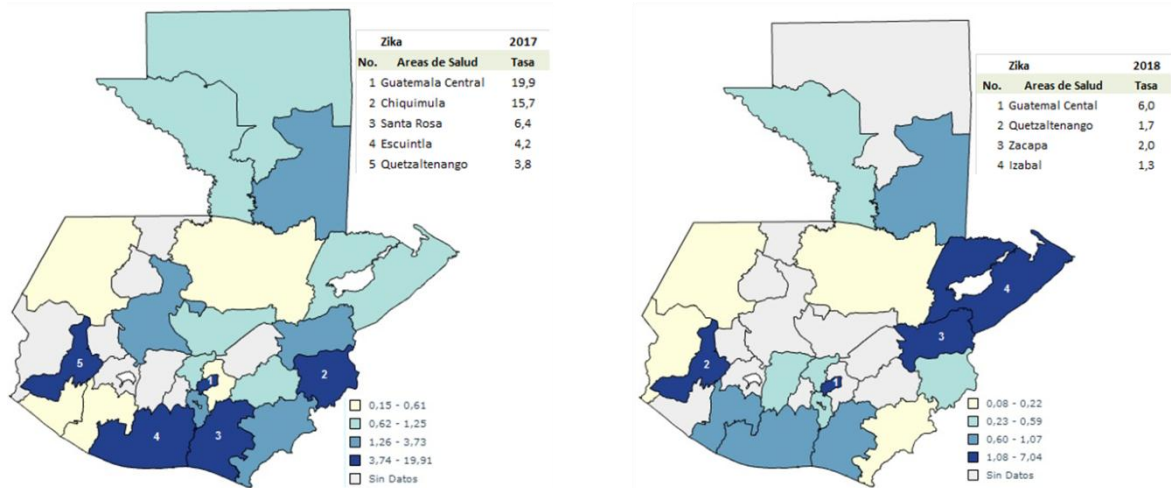 Zika 2017
No. Areas de Salud Tasa
1 Guatemala Central 19,9
2 Chiquimula 15,7
3 Santa Rosa 6,4
4 Escuintla 4,2
5 Quetzaltenango 3,8
5
1
2
4
3
0,15 - 0,61
0,62 - 1,25
1,26 - 3,73
3,74 - 19,91
Sin Datos
Zika 2018
No. Areas de Salud Tasa
1 Guatemal Cental 6,0
2 Quetzaltenango 1,7
3 Zacapa 2,0
4 Izabal 1,3
4
3
2
1
0,08 - 0,22
0,23 - 0,59
0,60 - 1,07
1,08 - 7,04
Sin Datos